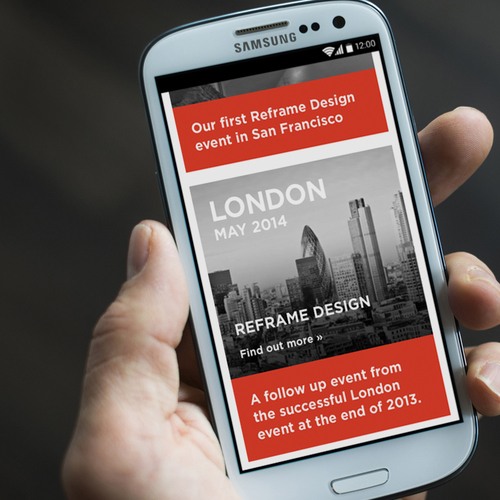 SAMSUNG
12:00
Our first Reframe Design
event in San Francisco
LONDON
MAY 2014
REFRAME DESIGN
Find out more »
A follow up event from
the successful London
event at the end of 2013.